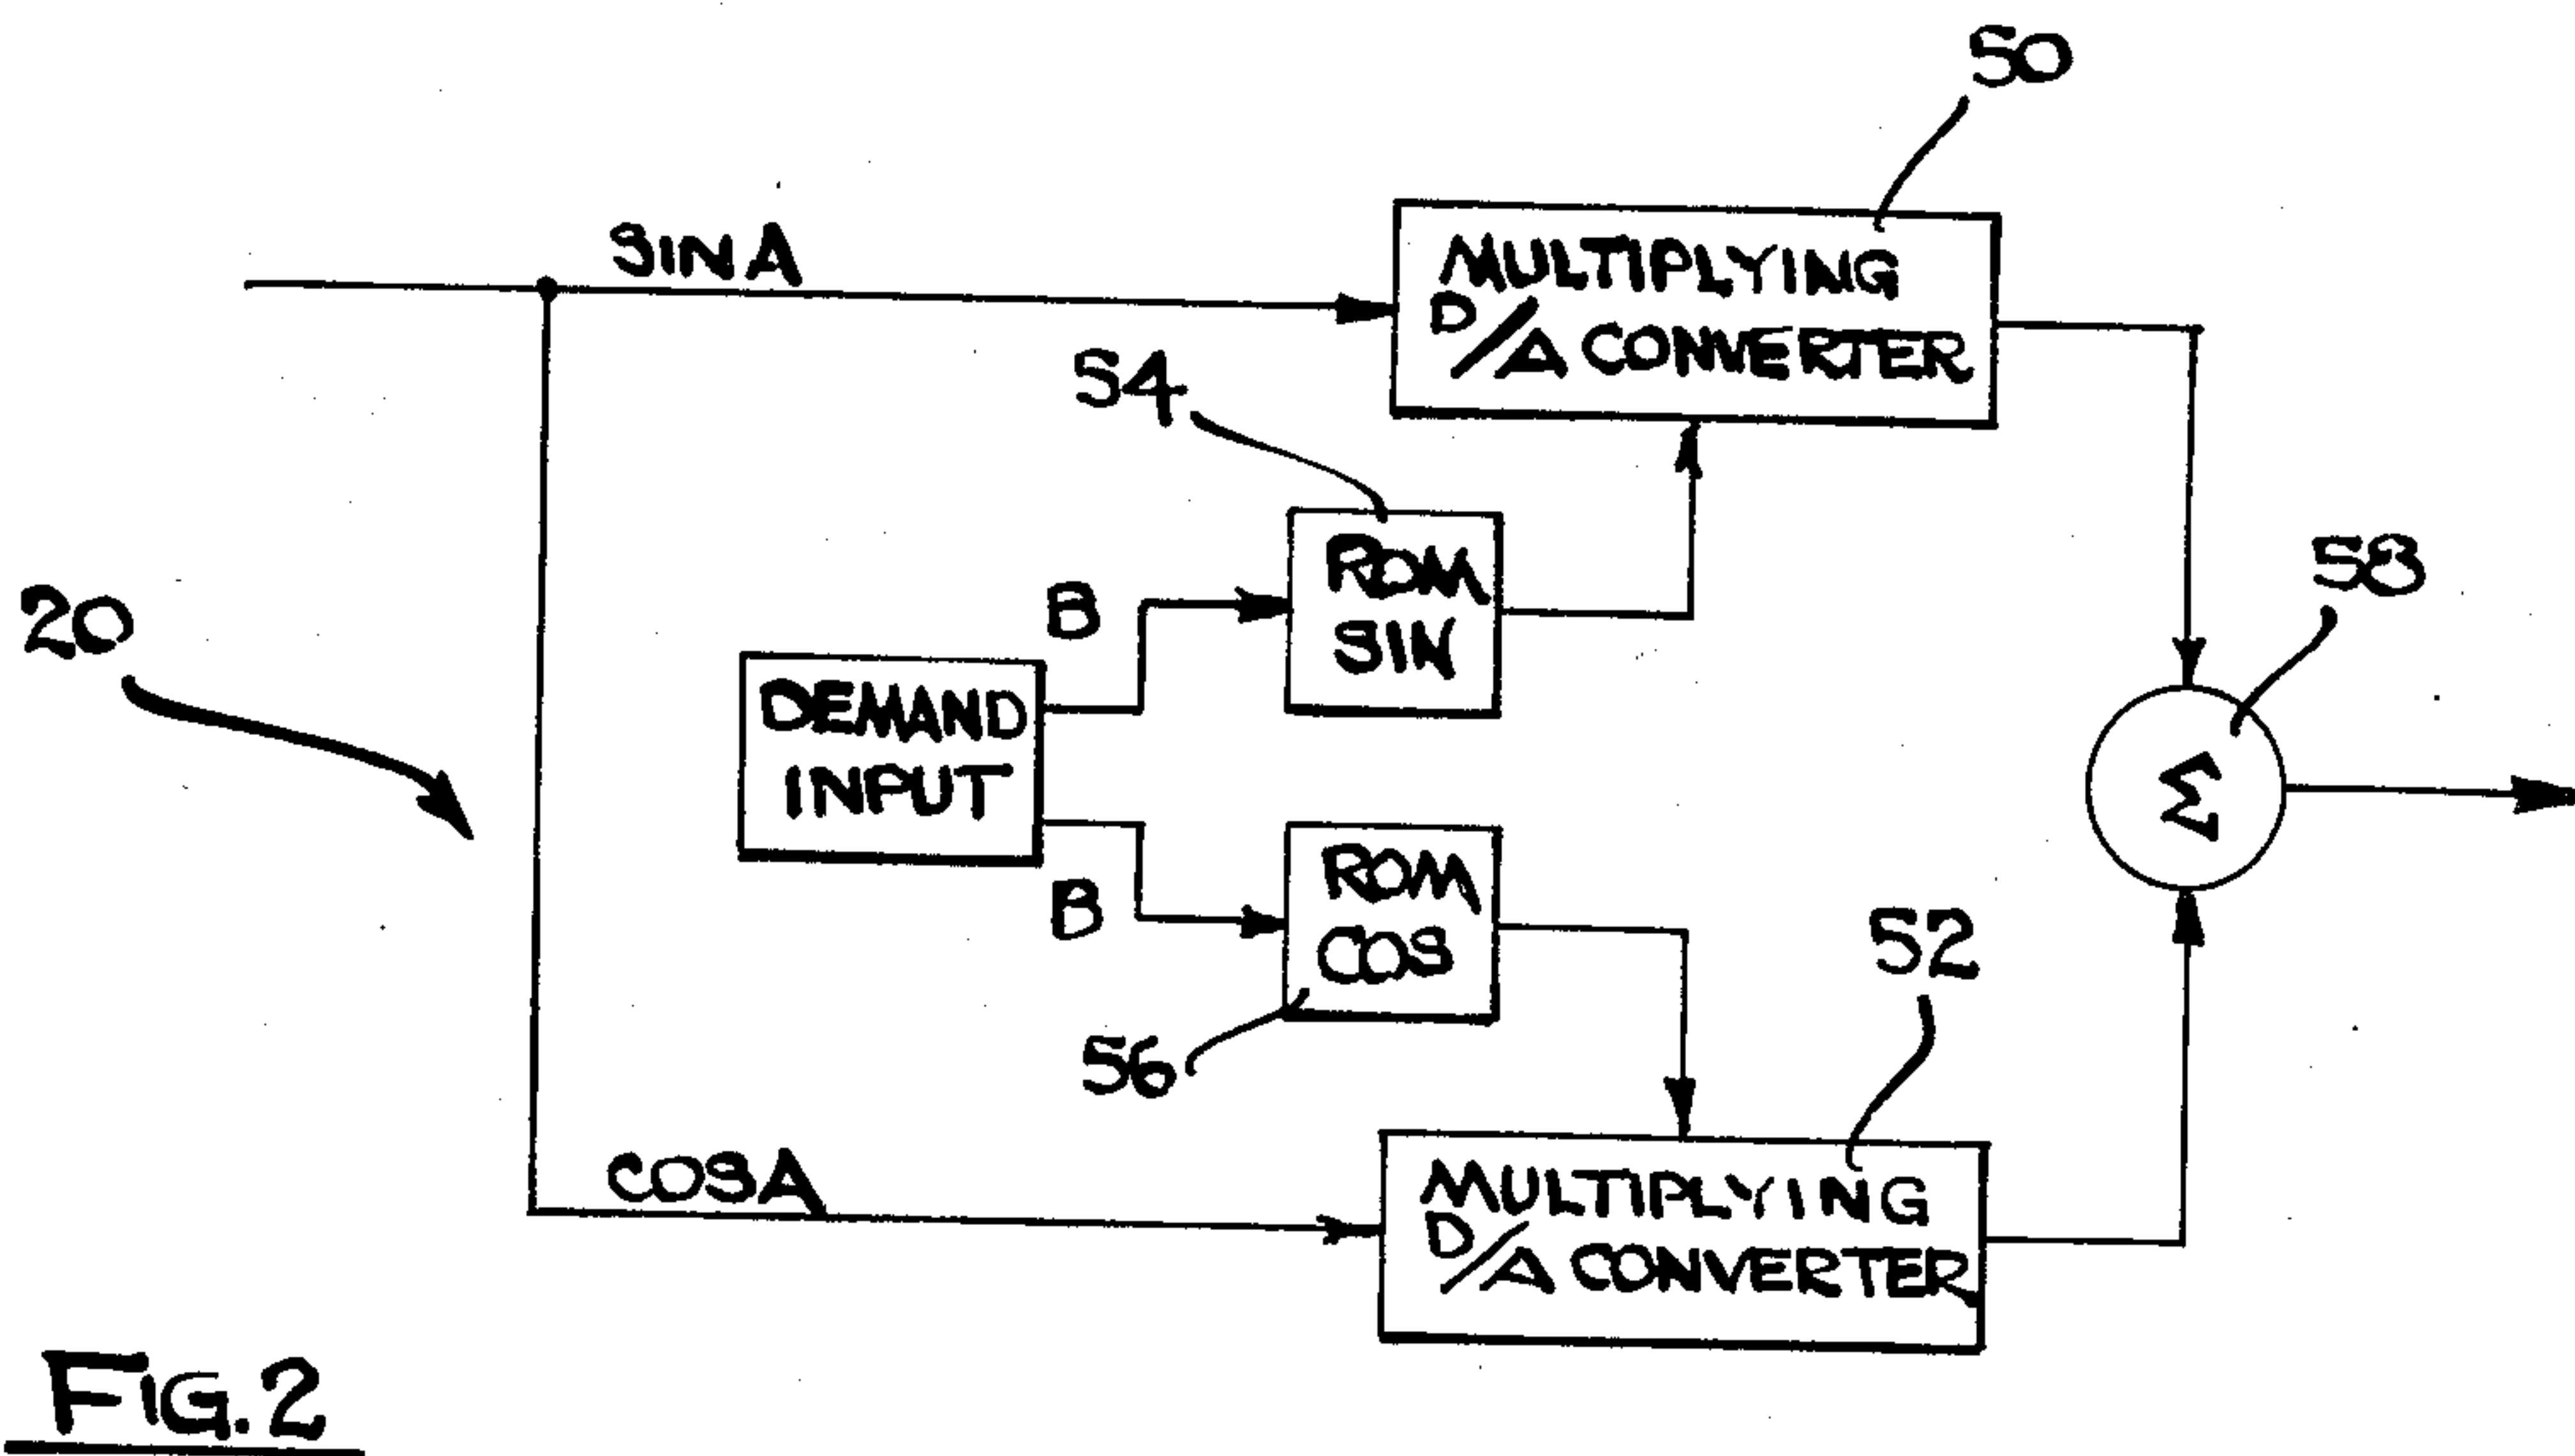 50
SIN A
MULTIPLYING
D/A CONVERTER
54
ROM
SIN
58
20
B
DEMAND
INPUT
Σ
B
ROM
COS
52
56
COSA
MULTIPLYING
D/A CONVERTER
FIG. 2